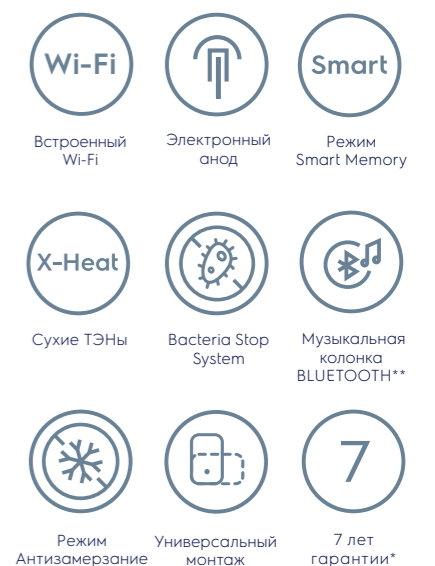 Wi-Fi
Встроенный
Wi-Fi
Электронный
анод
Smart
Режим
Smart Memory
X-Heat
Сухие ТЭНы
Bacteria Stop
System
Музыкальная
колонка
BLUETOOTH**
Режим
Антизамерзание
Универсальный
монтаж
7
7 лет
гарантии*